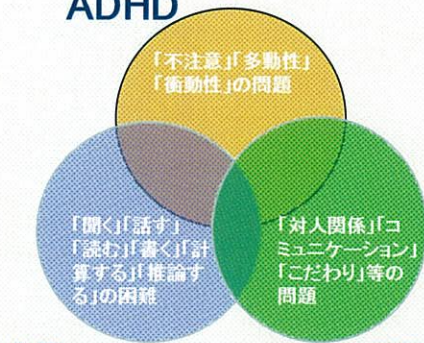 ADHD
「不注意」「多動性」
「衝動性」の問題
「聞く」「話す」
「読む」「書く」「計
算する」「推論す
る」の困難
「対人関係」「コ
ミュニケーション」
「こだわり」等の
問題